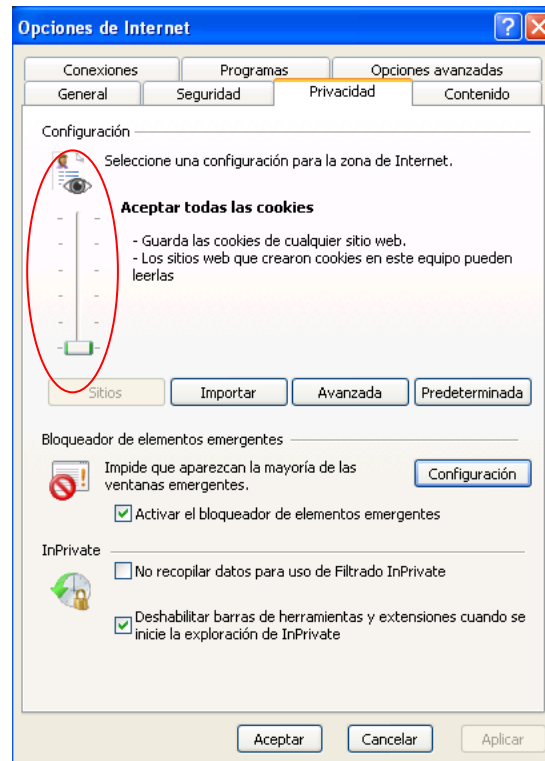 Opciones de Internet
Conexiones Programas Opciones avanzadas
General Seguridad Privacidad Contenido
Configuración
Seleccione una configuración para la zona de Internet.
Aceptar todas las cookies
- Guarda las cookies de cualquier sitio web.
- Los sitios web que crearon cookies en este equipo pueden
leerlas
Sitios Importar Avanzada Predeterminada
Bloqueador de elementos emergentes
Impide que aparezcan la mayoría de las
ventanas emergentes.
Configuración
Activar el bloqueador de elementos emergentes
InPrivate
No recopilar datos para uso de Filtrado InPrivate
Deshabilitar barras de herramientas y extensiones cuando se
inicie la exploración de InPrivate
Aceptar Cancelar Aplicar